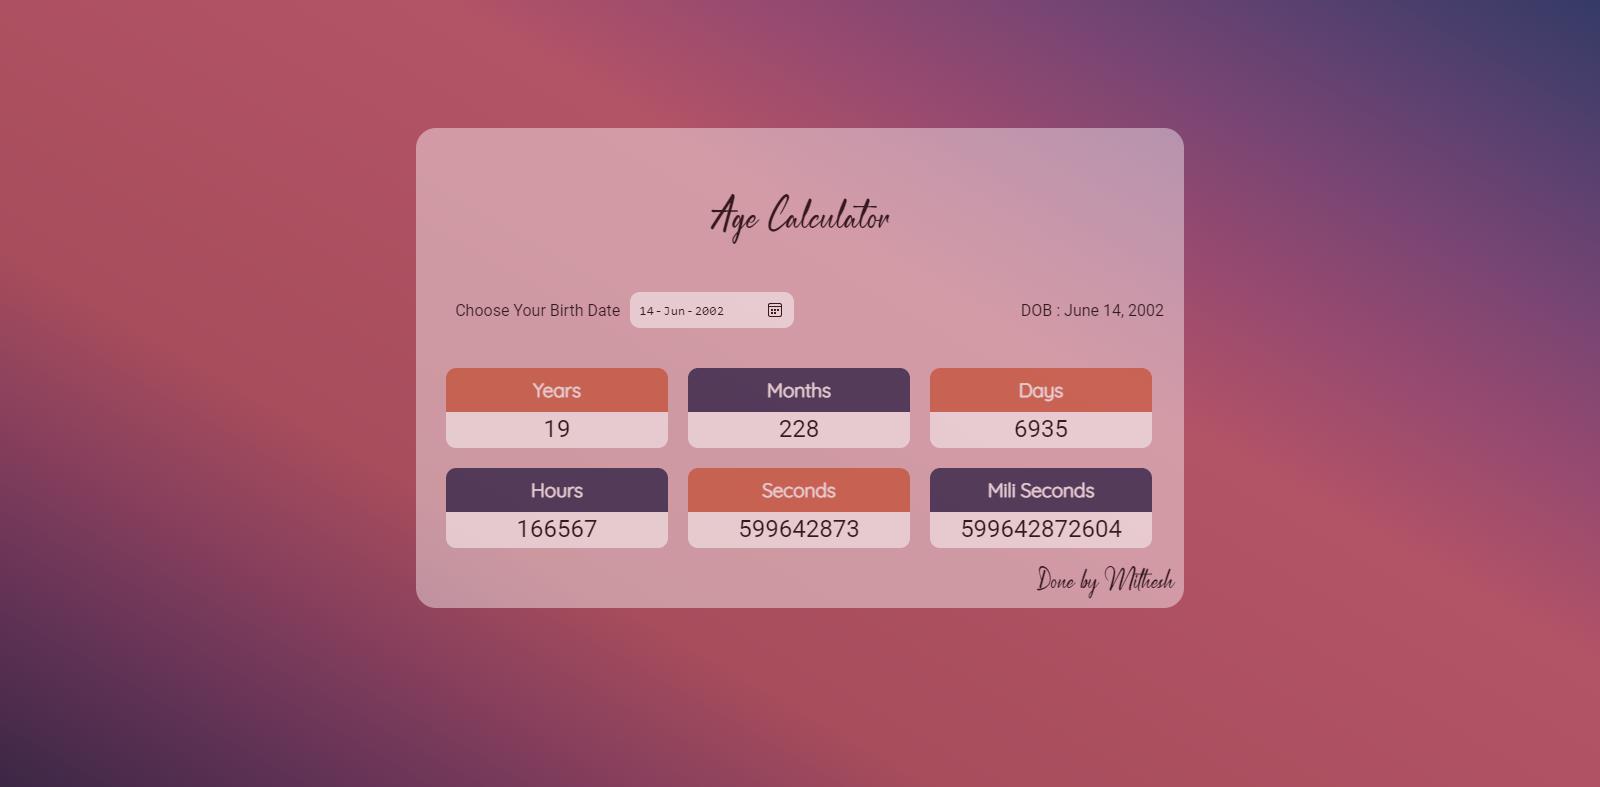 Age Calculator
Choose Your Birth Date 14-Jun-2002 DOB : June 14, 2002
Years Months Days
19 228 6935
Hours Seconds Mili Seconds
166567 599642873 599642872604
Done by Mithesh